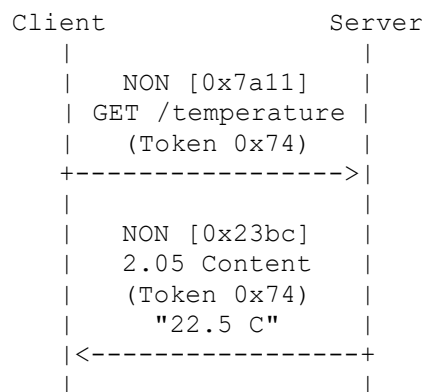 Client Server
| |
| NON [0x7a11] |
| GET /temperature |
| (Token 0x74) |
+----------------->|
| |
| NON [0x23bc] |
| 2.05 Content |
| (Token 0x74) |
| "22.5 C" |
|<-----------------+
| |